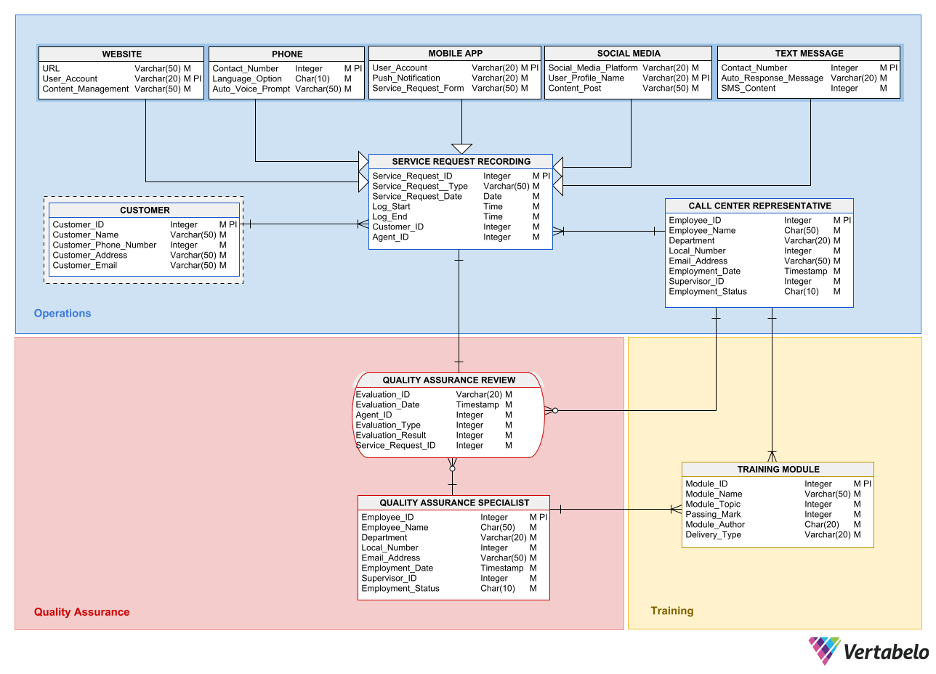 WEBSITE
URL Varchar(50) M
User_Account Varchar(20) M PI
Content_Management Varchar(50) M
PHONE
Contact_Number Integer M PI
Language_Option Char(10) M
Auto_Voice_Prompt Varchar(50) M
MOBILE APP
User_Account Varchar(20) M PI
Push_Notification Varchar(20) M
Service_Request_Form Varchar(50) M
SOCIAL MEDIA
Social_Media_Platform Varchar(20) M
User_Profile_Name Varchar(20) M PI
Content_Post Varchar(50) M
TEXT MESSAGE
Contact_Number Integer M PI
Auto_Response_Message Varchar(20) M
SMS_Content Integer M
SERVICE REQUEST RECORDING
Service_Request_ID Integer M PI
Service_Request__Type Varchar(50) M
Service_Request_Date Date M
Log_Start Time M
Log_End Time M
Customer_ID Integer M
Agent_ID Integer M
CUSTOMER
Customer_ID Integer M PI
Customer_Name Varchar(50) M
Customer_Phone_Number Integer M
Customer_Address Varchar(50) M
Customer_Email Varchar(50) M
CALL CENTER REPRESENTATIVE
Employee_ID Integer M PI
Employee_Name Char(50) M
Department Varchar(20) M
Local_Number Integer M
Email_Address Varchar(50) M
Employment_Date Timestamp M
Supervisor_ID Integer M
Employment_Status Char(10) M
Operations
QUALITY ASSURANCE REVIEW
Evaluation_ID Varchar(20) M
Evaluation_Date Timestamp M
Agent_ID Integer M
Evaluation_Type Integer M
Evaluation_Result Integer M
Service_Request_ID Integer M
TRAINING MODULE
Module_ID Integer M PI
Module_Name Varchar(50) M
Module_Topic Integer M
Passing_Mark Integer M
Module_Author Char(20) M
Delivery_Type Varchar(20) M
QUALITY ASSURANCE SPECIALIST
Employee_ID Integer M PI
Employee_Name Char(50) M
Department Varchar(20) M
Local_Number Integer M
Email_Address Varchar(50) M
Employment_Date Timestamp M
Supervisor_ID Integer M
Employment_Status Char(10) M
Quality Assurance
Training
Vertabelo